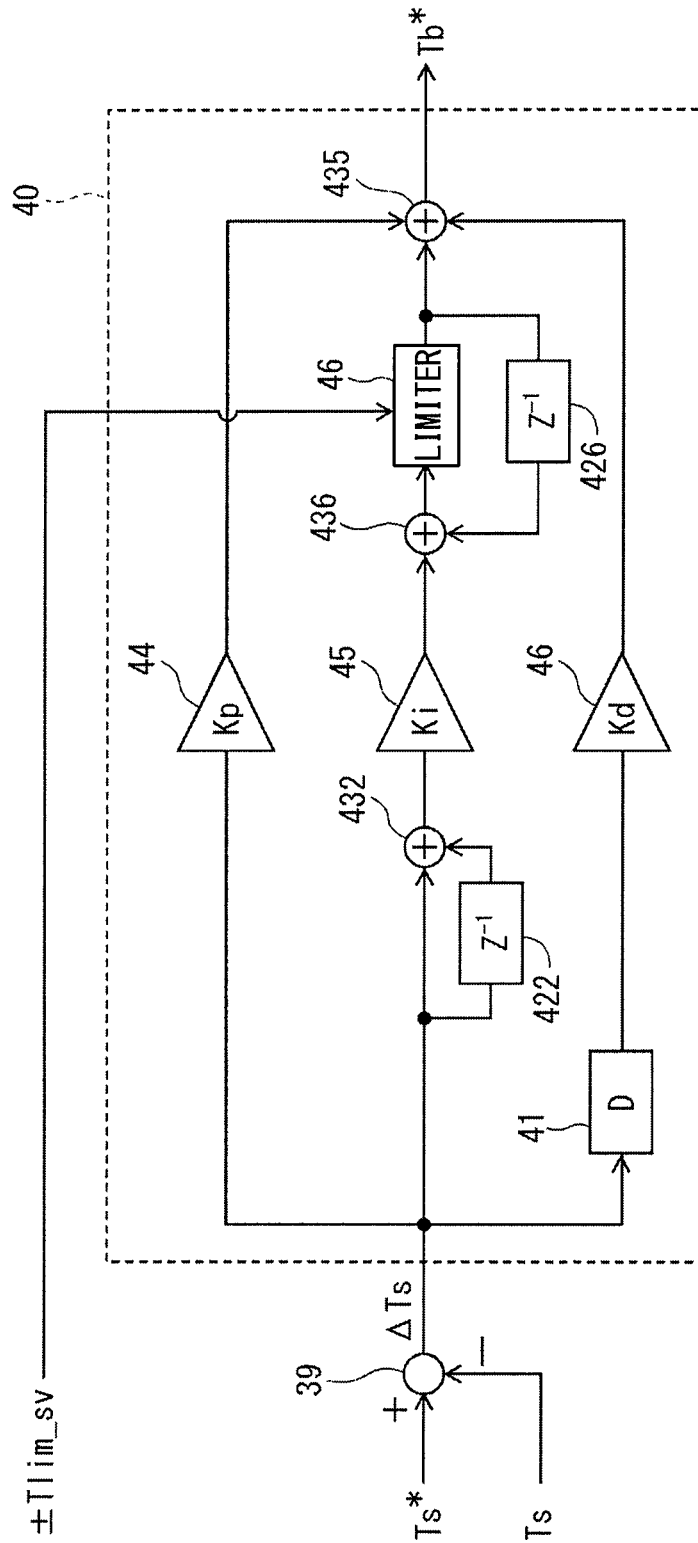 ±Tlim_sv
40
44
Kp
46
LIMITER
435
Tb*
436
Z⁻¹
426
39
+
Ts*
−
Ts
ΔTs
432
+
Z⁻¹
422
45
Ki
+
+
41
D
46
Kd